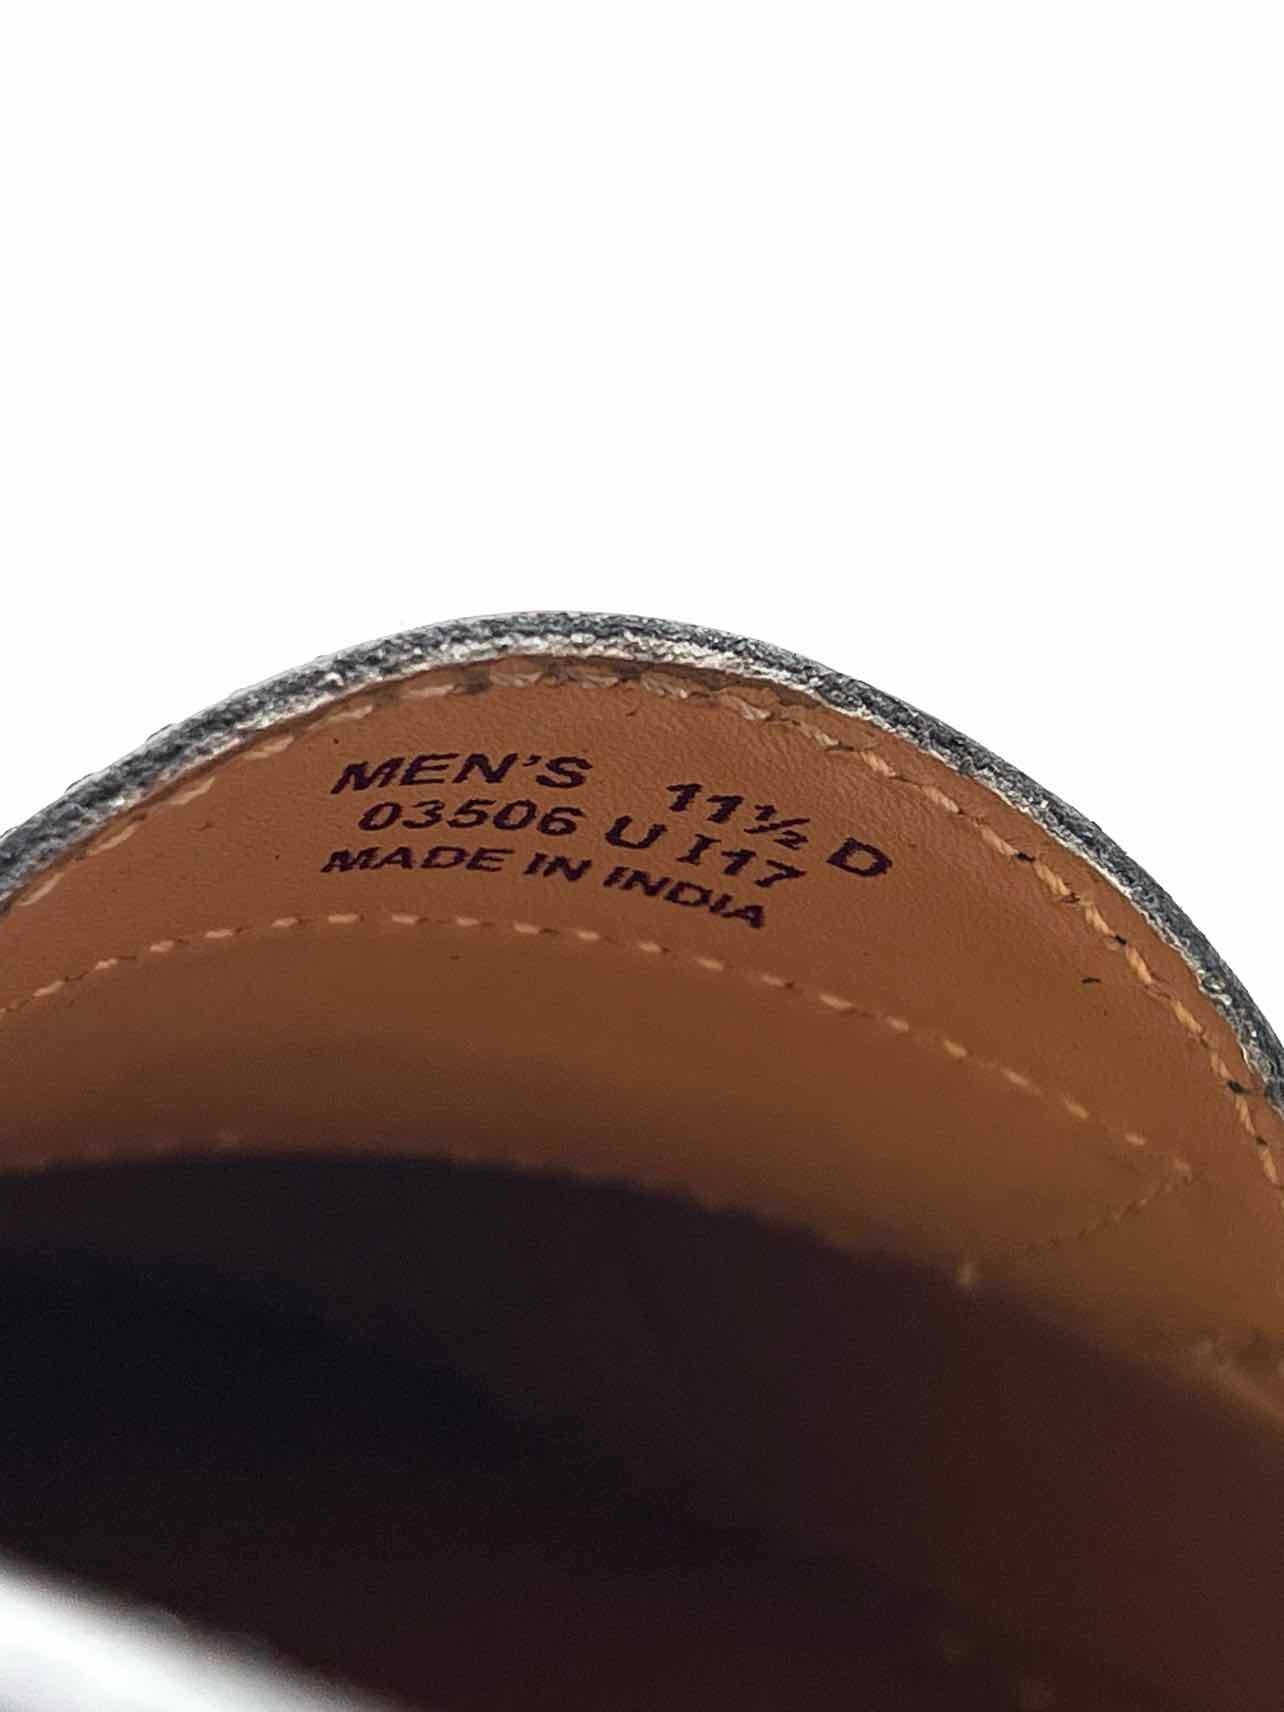 MEN'S 11½ D
03506 U I17
MADE IN INDIA